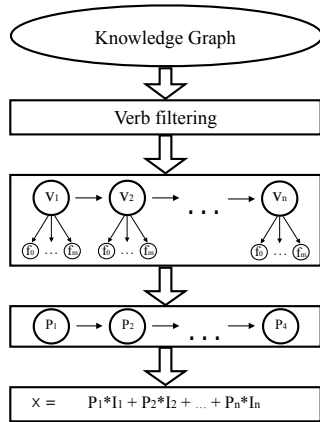 Knowledge Graph
Verb filtering
V1 V2 ... Vn
f0 ... fm f0 ... fm f0 ... fm
P1 P2 ... P4
x = P1*I1 + P2*I2 + ... + Pn*In